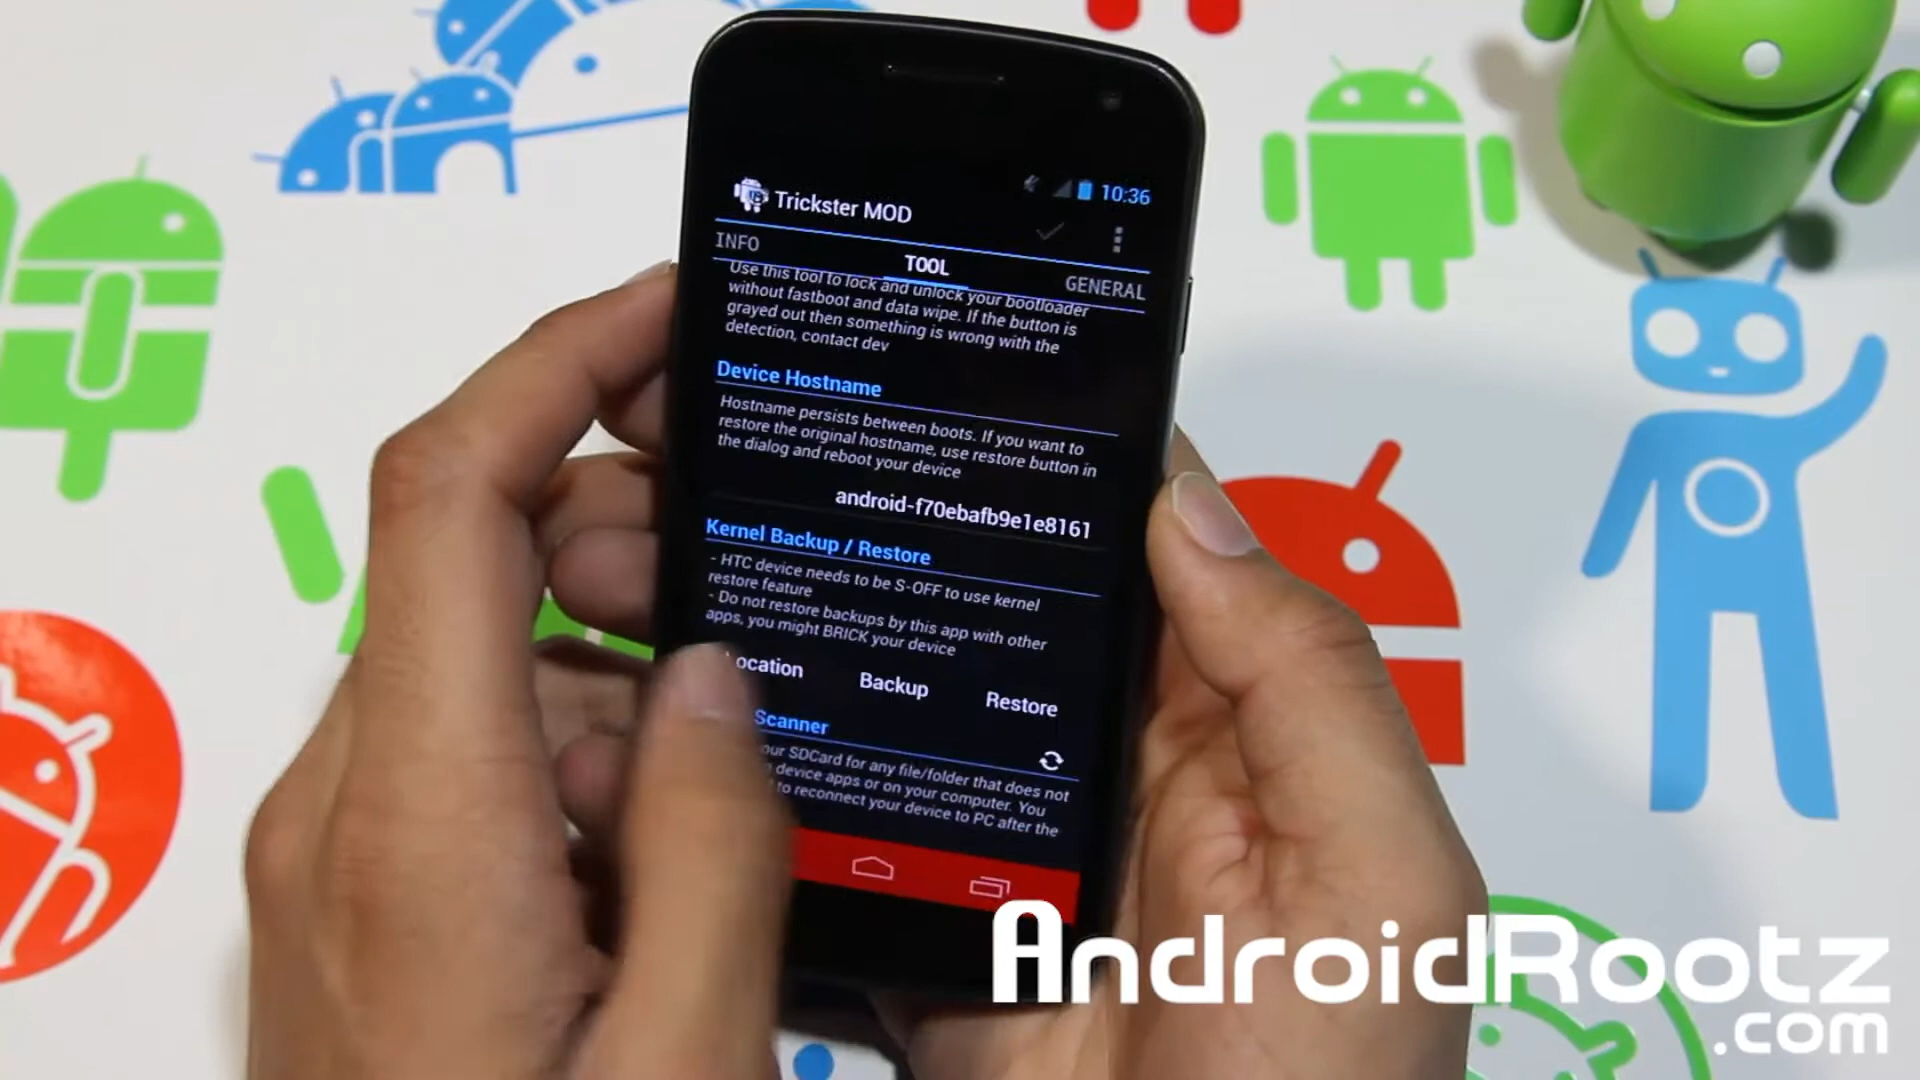 10:36
Trickster MOD
INFO
TOOL
GENERAL
Use this tool to lock and unlock your bootloader
without fastboot and data wipe. If the button is
grayed out then something is wrong with the
detection, contact dev
Device Hostname
Hostname persists between boots. If you want to
restore the original hostname, use restore button in
the dialog and reboot your device
android-f70ebafb9e1e8161
Kernel Backup / Restore
- HTC device needs to be S-OFF to use kernel
restore feature
- Do not restore backups by this app with other
apps, you might BRICK your device
ocation Backup Restore
Scanner
our SDCard for any file/folder that does not
device apps or on your computer. You
to reconnect your device to PC after the
AndroidRootz
.com